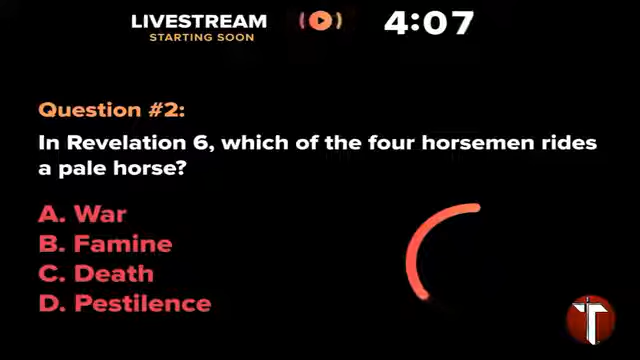 LIVESTREAM
STARTING SOON
4:07
Question #2:
In Revelation 6, which of the four horsemen rides
a pale horse?
A. War
B. Famine
C. Death
D. Pestilence